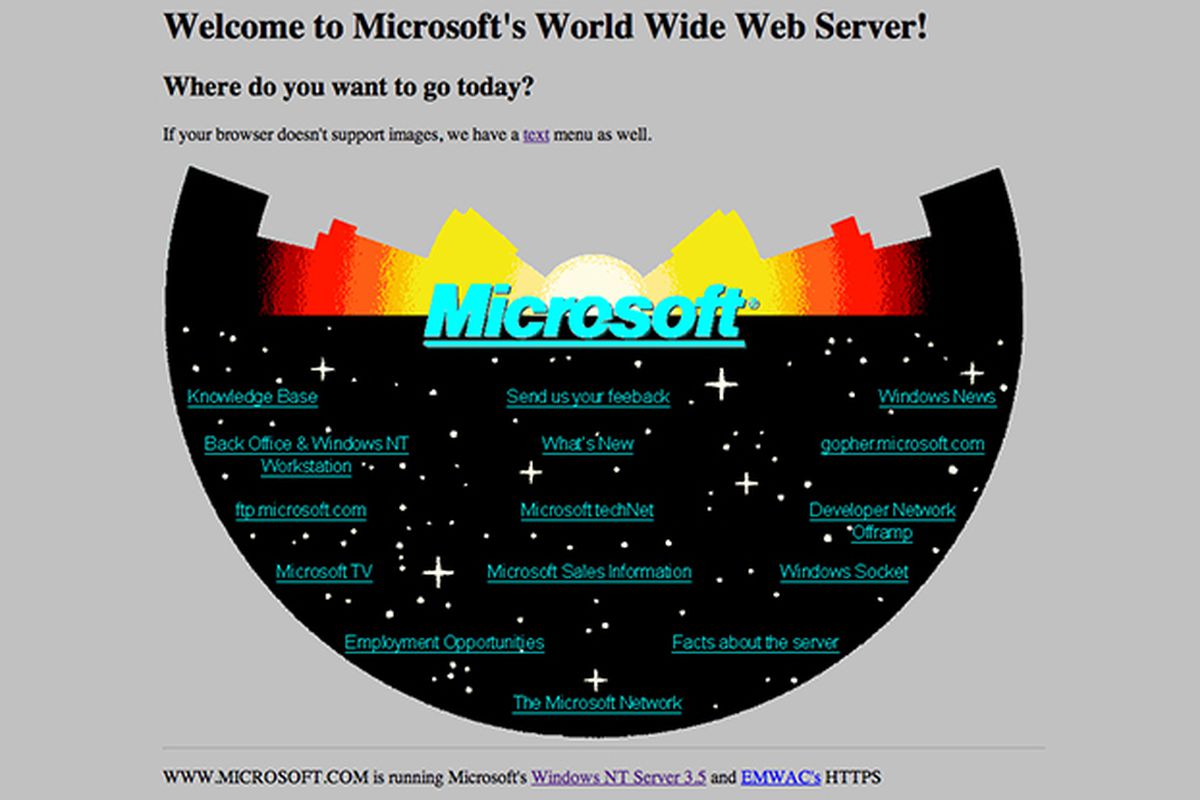 Welcome to Microsoft's World Wide Web Server!
Where do you want to go today?
If your browser doesn't support images, we have a text menu as well.
Microsoft®
Knowledge Base
Send us your feeback
Windows News
Back Office & Windows NT
Workstation
What's New
gopher.microsoft.com
ftp.microsoft.com
Microsoft techNet
Developer Network
Offramp
Microsoft TV
Microsoft Sales Information
Windows Socket
Employment Opportunities
Facts about the server
The Microsoft Network
WWW.MICROSOFT.COM is running Microsoft's Windows NT Server 3.5 and EMWAC's HTTPS